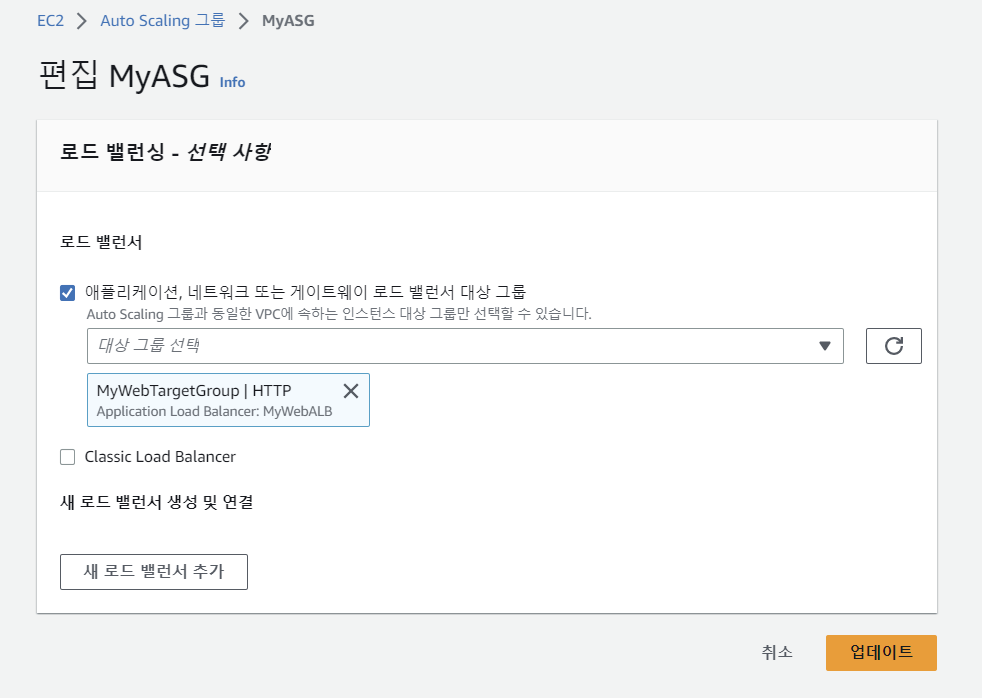 EC2 > Auto Scaling 그룹 > MyASG
편집 MyASG Info
로드 밸런싱 - 선택 사항
로드 밸런서
애플리케이션, 네트워크 또는 게이트웨이 로드 밸런서 대상 그룹
Auto Scaling 그룹과 동일한 VPC에 속하는 인스턴스 대상 그룹만 선택할 수 있습니다.
대상 그룹 선택
MyWebTargetGroup | HTTP
Application Load Balancer: MyWebALB
Classic Load Balancer
새 로드 밸런서 생성 및 연결
새 로드 밸런서 추가
취소 업데이트